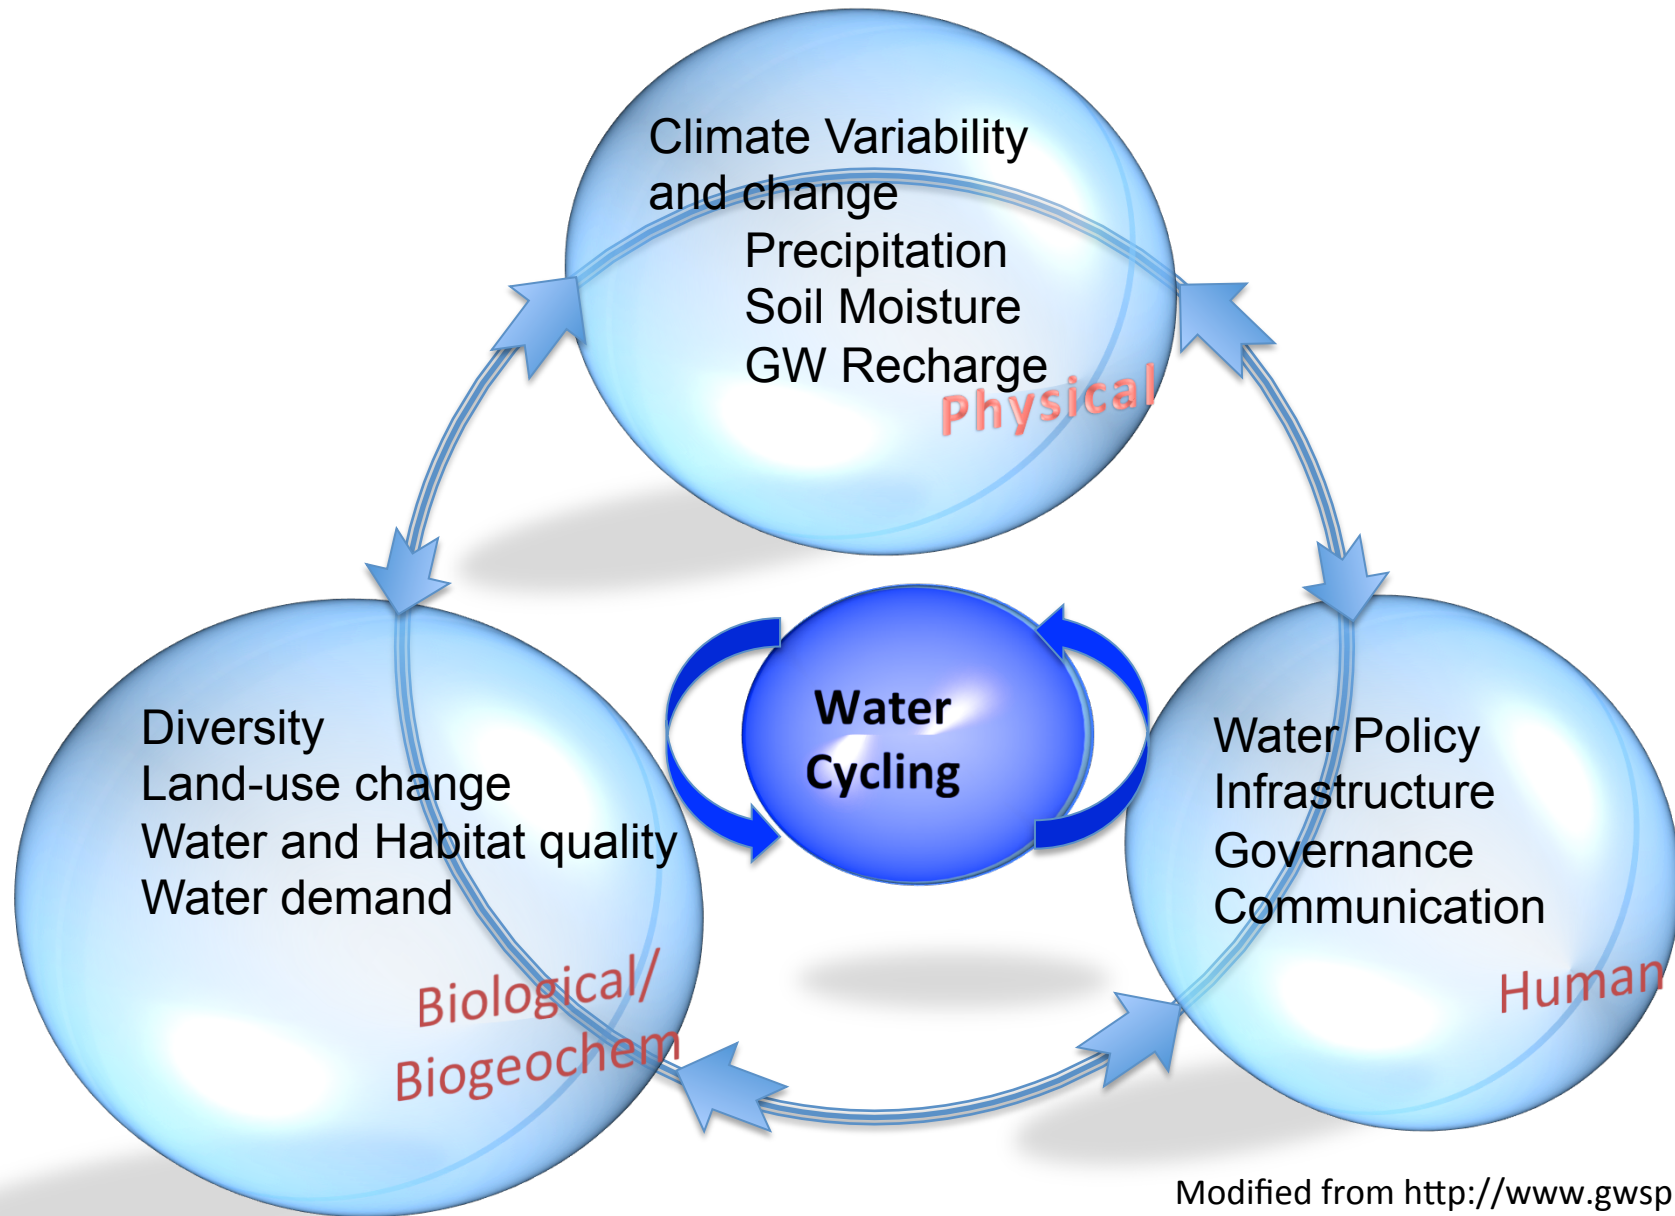 Climate Variability
and change
Precipitation
Soil Moisture
GW Recharge
Physical
Water
Cycling
Diversity
Land-use change
Water and Habitat quality
Water demand
Biological/
Biogeochem
Water Policy
Infrastructure
Governance
Communication
Human
Modified from http://www.gwsp